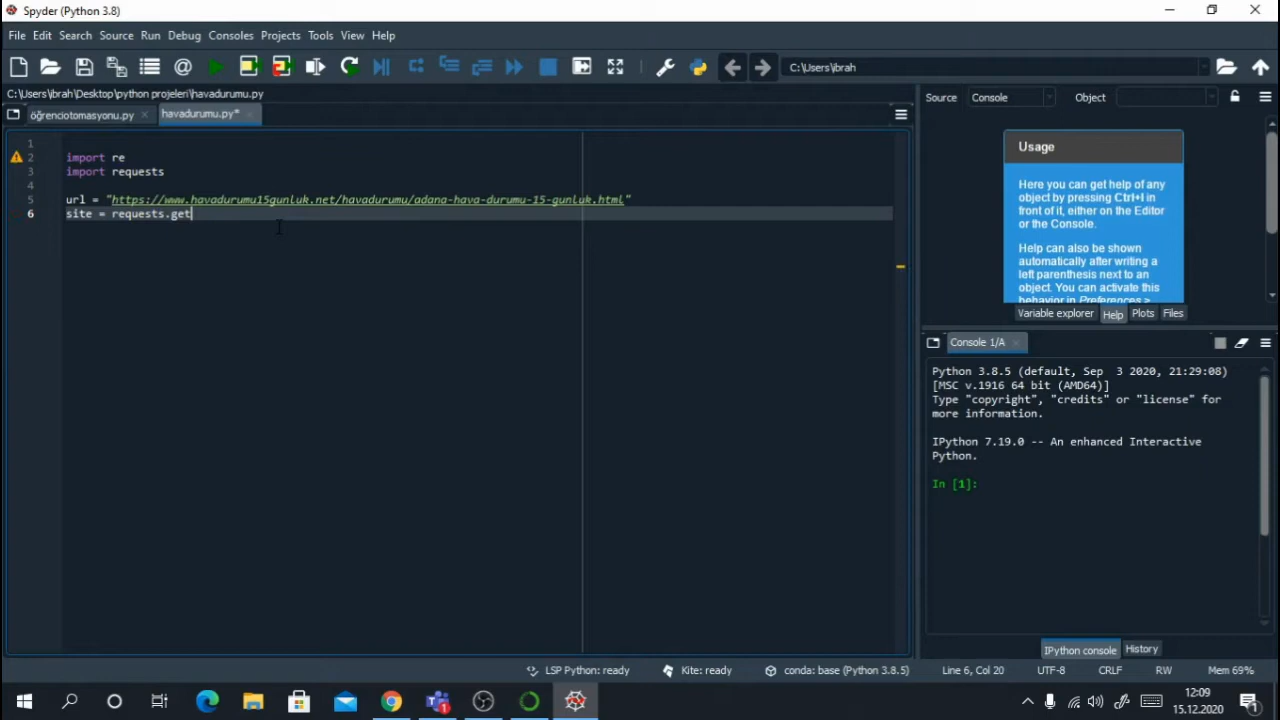 Spyder (Python 3.8)
File Edit Search Source Run Debug Consoles Projects Tools View Help
C:\Users\brah
C:\Users\brah\Desktop\python projeleri\havadurumu.py
öğrenciotomasyonu.py
havadurumu.py*
1
2 import re
3 import requests
4
5 url = "https://www.havadurumu15gunluk.net/havadurumu/adana-hava-durumu-15-gunluk.html"
6 site = requests.get
Source Console Object
Usage
Here you can get help of any
object by pressing Ctrl+I in
front of it, either on the Editor
or the Console.
Help can also be shown
automatically after writing a
left parenthesis next to an
object. You can activate this
behavior in Preferences >
Variable explorer Help Plots Files
Console 1/A
Python 3.8.5 (default, Sep 3 2020, 21:29:08)
[MSC v.1916 64 bit (AMD64)]
Type "copyright", "credits" or "license" for
more information.
IPython 7.19.0 -- An enhanced Interactive
Python.
In [1]:
IPython console History
LSP Python: ready Kite: ready conda: base (Python 3.8.5) Line 6, Col 20 UTF-8 CRLF RW Mem 69%
12:09
15.12.2020